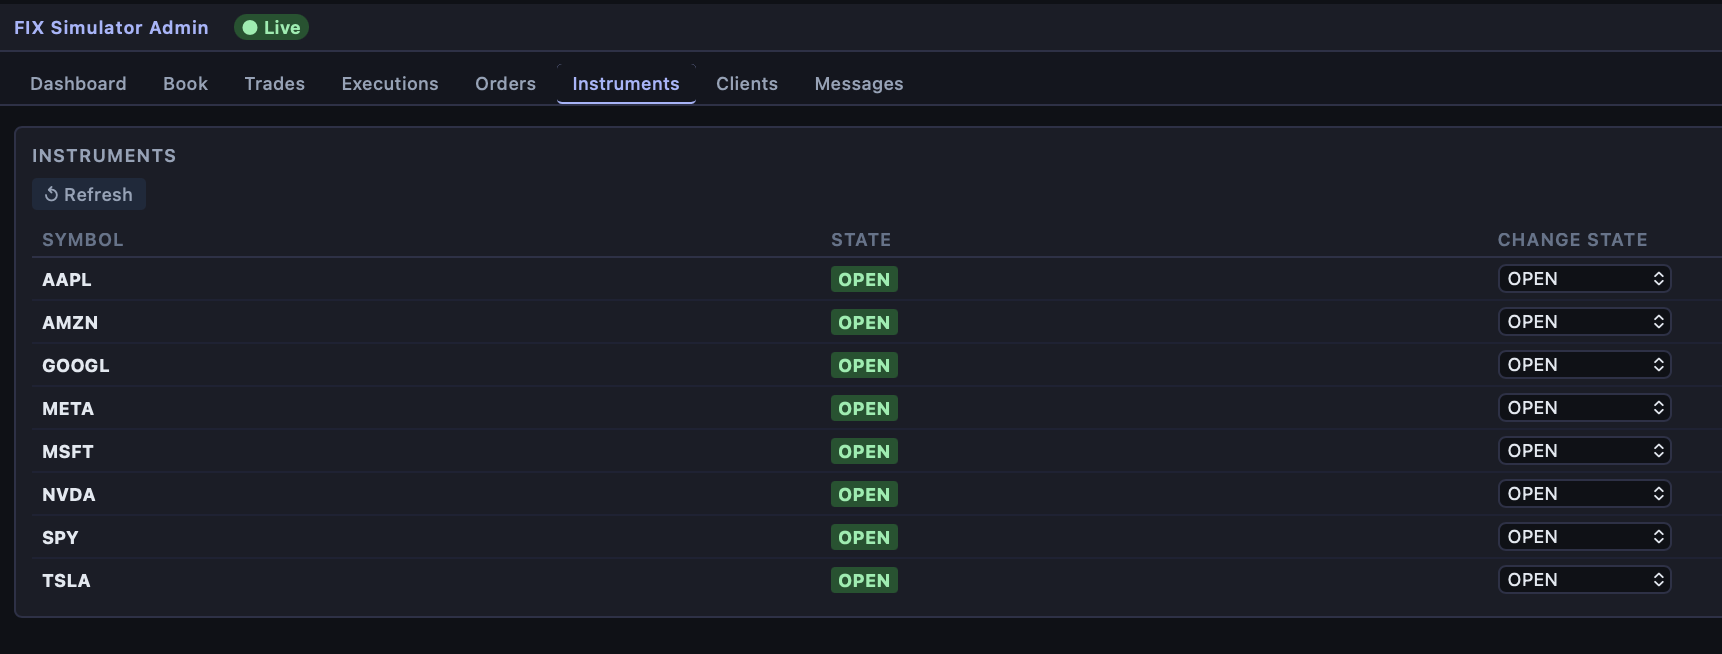 FIX Simulator Admin Live
Dashboard Book Trades Executions Orders Instruments Clients Messages
INSTRUMENTS
Refresh
SYMBOL STATE CHANGE STATE
AAPL OPEN OPEN
AMZN OPEN OPEN
GOOGL OPEN OPEN
META OPEN OPEN
MSFT OPEN OPEN
NVDA OPEN OPEN
SPY OPEN OPEN
TSLA OPEN OPEN